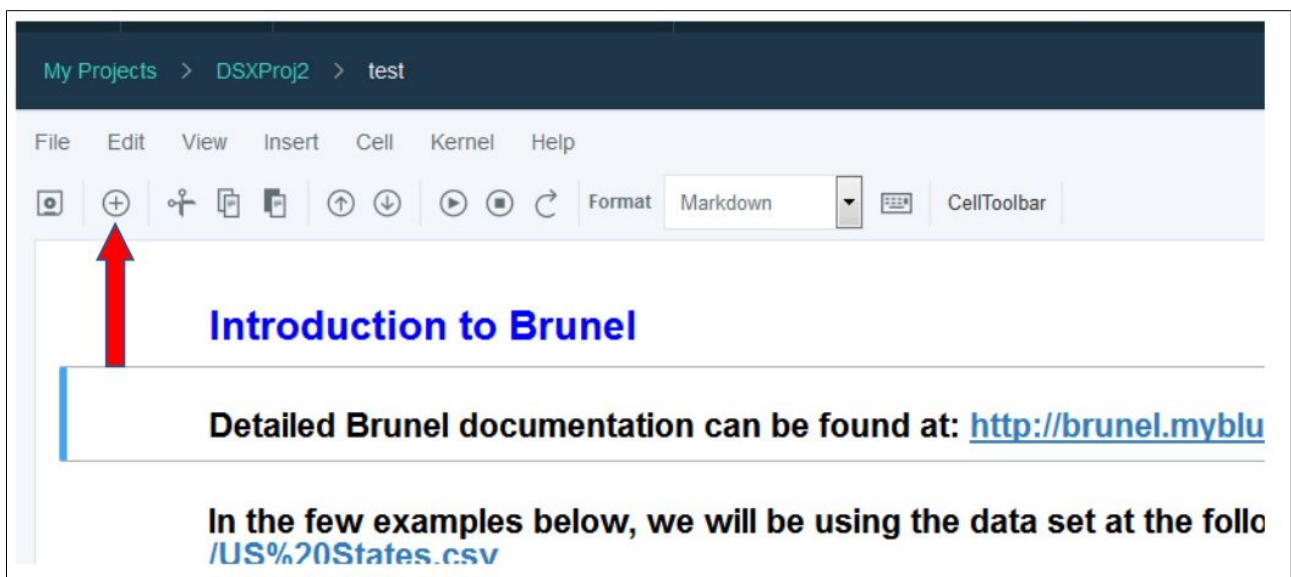 My Projects > DSXProj2 > test
File Edit View Insert Cell Kernel Help
Format Markdown CellToolbar
Introduction to Brunel
Detailed Brunel documentation can be found at: http://brunel.myblu
In the few examples below, we will be using the data set at the follo
/US%20States.csv